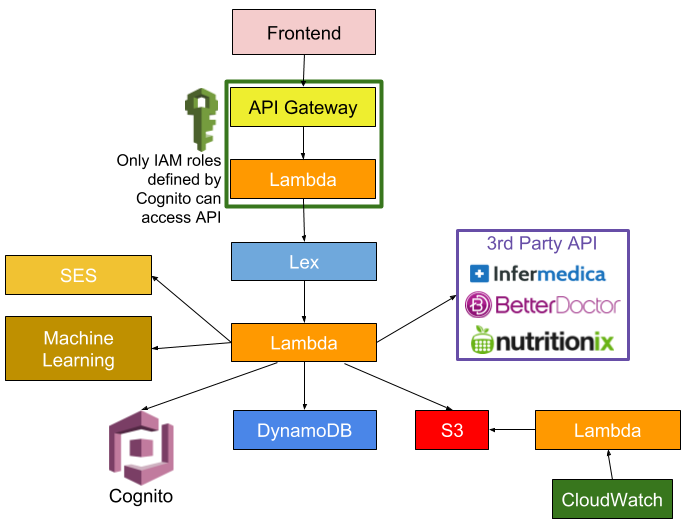 Frontend
API Gateway
Only IAM roles
defined by
Cognito can
access API
Lambda
Lex
3rd Party API
Infermedica
BetterDoctor
nutritionix
SES
Machine
Learning
Lambda
Cognito
DynamoDB
S3
Lambda
CloudWatch